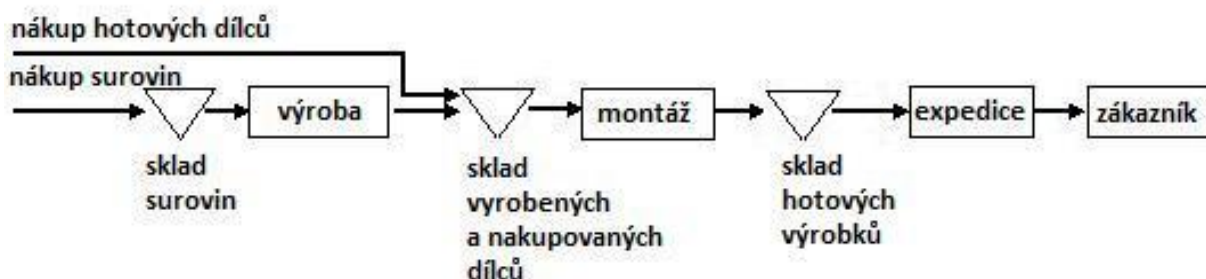 nákup hotových dílců
nákup surovin
výroba
montáž
expedice
zákazník
sklad
surovin
sklad
vyrobených
a nakupovaných
dílců
sklad
hotových
výrobků